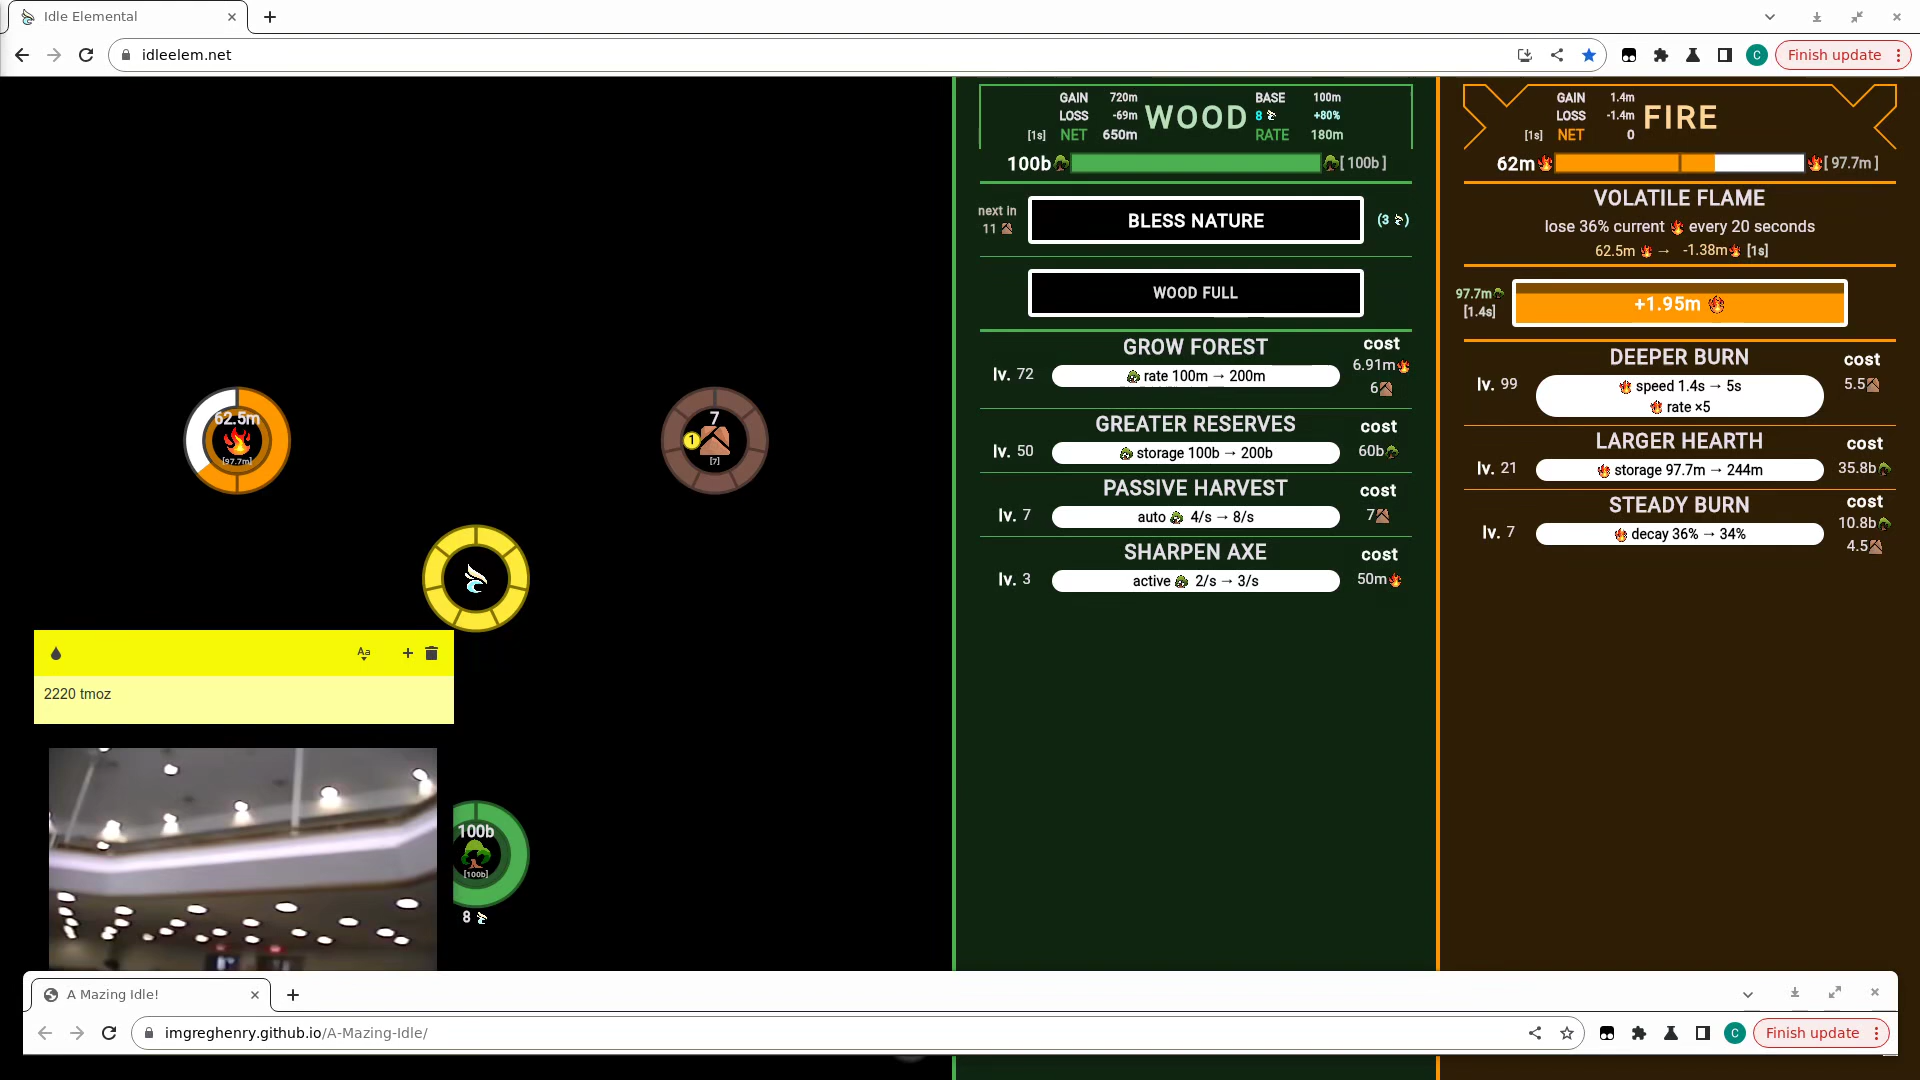 Idle Elemental
idleelem.net
C
Finish update
GAIN 720m
LOSS -69m
[1s] NET 650m
WOOD
BASE 100m
8 +80%
RATE 180m
100b [ 100b ]
next in
11
BLESS NATURE
(3 )
WOOD FULL
GROW FOREST
lv. 72
rate 100m → 200m
cost
6.91m
6
GREATER RESERVES
lv. 50
storage 100b → 200b
cost
60b
PASSIVE HARVEST
lv. 7
auto 4/s → 8/s
cost
7
SHARPEN AXE
lv. 3
active 2/s → 3/s
cost
50m
GAIN 1.4m
LOSS -1.4m
[1s] NET 0
FIRE
62m [ 97.7m ]
VOLATILE FLAME
lose 36% current every 20 seconds
62.5m → -1.38m [1s]
97.7m
[1.4s]
+1.95m
DEEPER BURN
lv. 99
speed 1.4s → 5s
rate ×5
cost
5.5
LARGER HEARTH
lv. 21
storage 97.7m → 244m
cost
35.8b
STEADY BURN
lv. 7
decay 36% → 34%
cost
10.8b
4.5
62.5m
[97.7m]
7
1
[7]
Aa
2220 tmoz
100b
[100b]
8
A Mazing Idle!
imgreghenry.github.io/A-Mazing-Idle/
C
Finish update